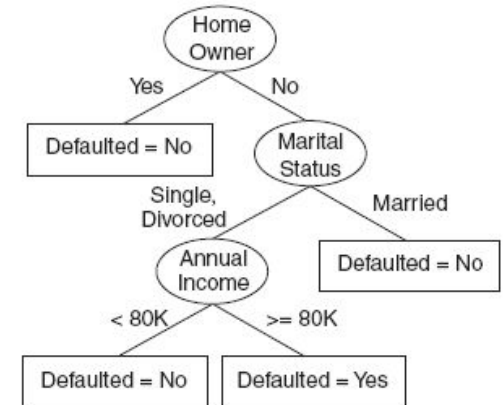 Home
Owner
Yes
No
Defaulted = No
Marital
Status
Single,
Divorced
Married
Annual
Income
Defaulted = No
< 80K
>= 80K
Defaulted = No
Defaulted = Yes